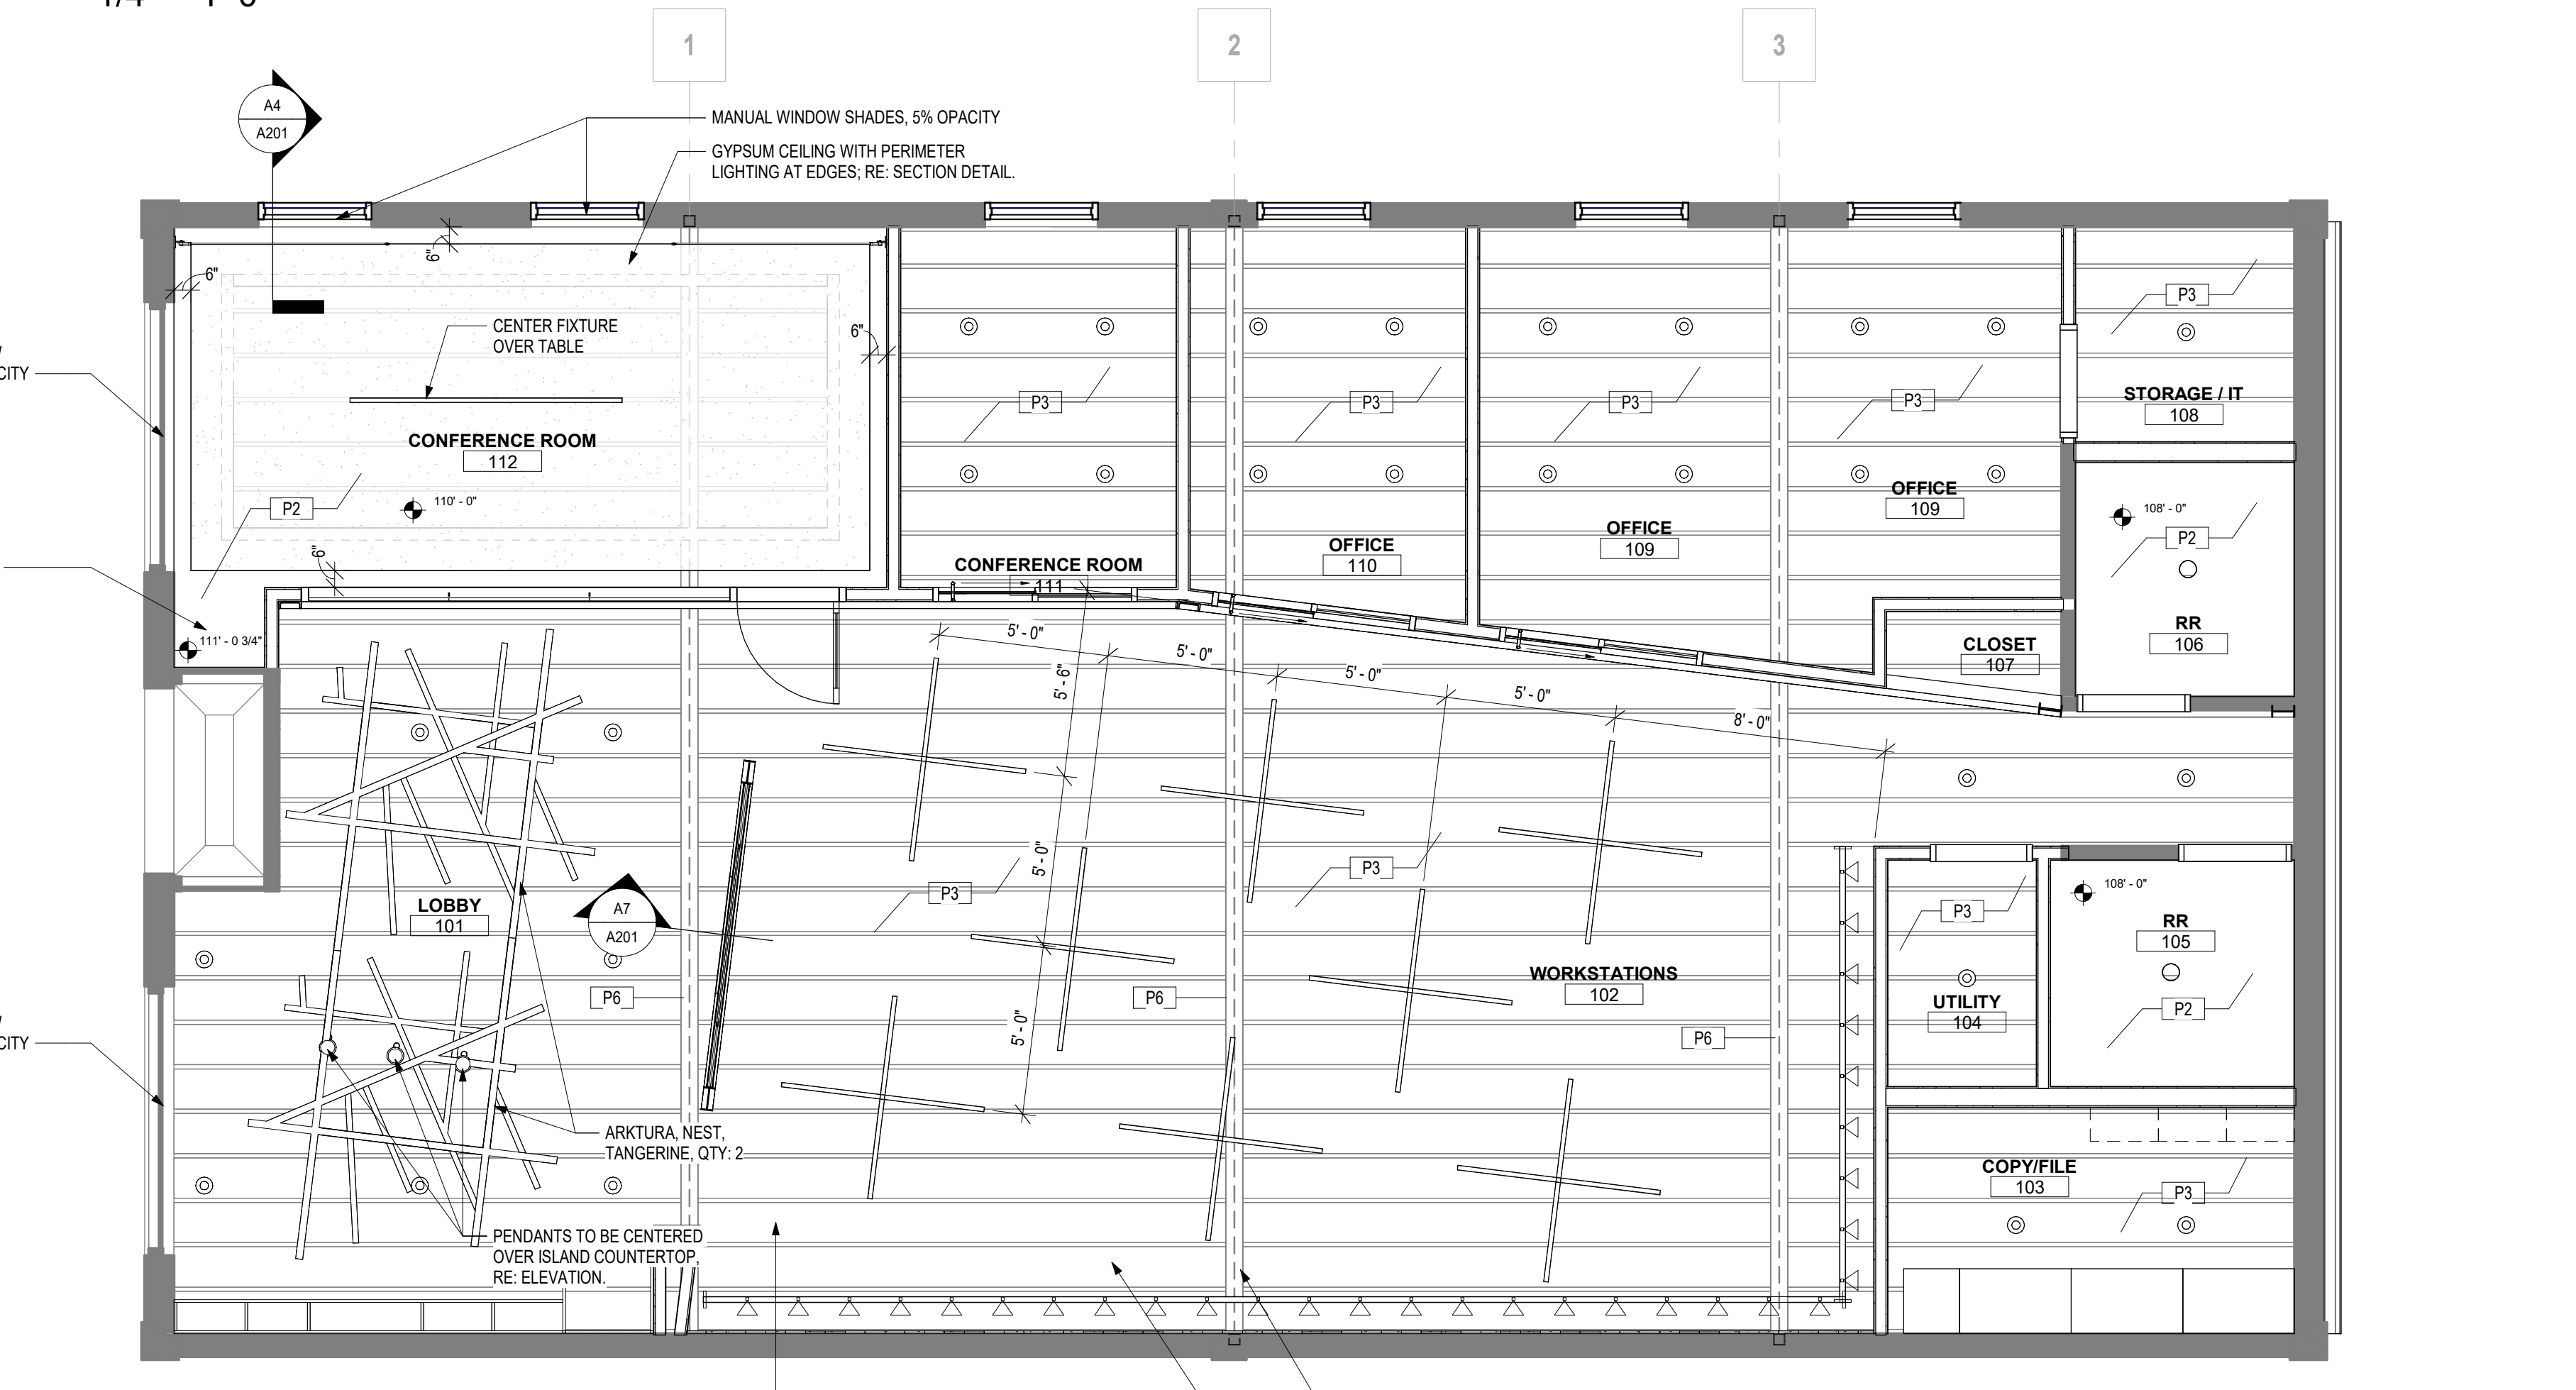 1
2
3
A4
A201
MANUAL WINDOW SHADES, 5% OPACITY
GYPSUM CEILING WITH PERIMETER
LIGHTING AT EDGES; RE: SECTION DETAIL.
6"
6"
6"
6"
CENTER FIXTURE
OVER TABLE
CITY
CONFERENCE ROOM
112
P2
110' - 0"
111' - 0 3/4"
P3
CONFERENCE ROOM
111
P3
OFFICE
110
P3
OFFICE
109
P3
OFFICE
109
P3
STORAGE / IT
108
108' - 0"
P2
RR
106
CLOSET
107
5' - 0"
5' - 0"
5' - 0"
5' - 0"
8' - 0"
5' - 6"
5' - 0"
5' - 0"
LOBBY
101
A7
A201
P3
P3
P6
P6
P6
WORKSTATIONS
102
P3
UTILITY
104
108' - 0"
RR
105
P2
CITY
ARKTURA, NEST,
TANGERINE, QTY: 2
PENDANTS TO BE CENTERED
OVER ISLAND COUNTERTOP,
RE: ELEVATION.
COPY/FILE
103
P3